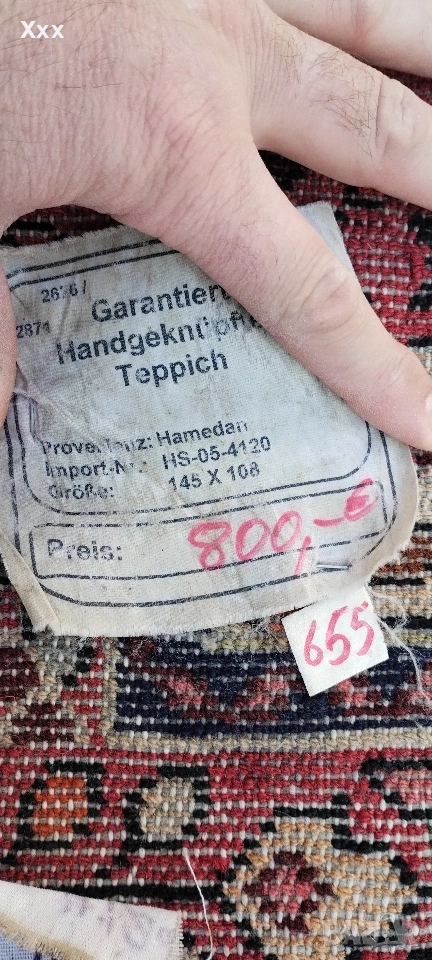 Xxx
2676/
2871
Garantiert
Handgeknüpfter
Teppich
Provenienz: Hamedan
Import-Nr.: HS-05-4120
Größe: 145 X 108
Preis: 800,-€
655